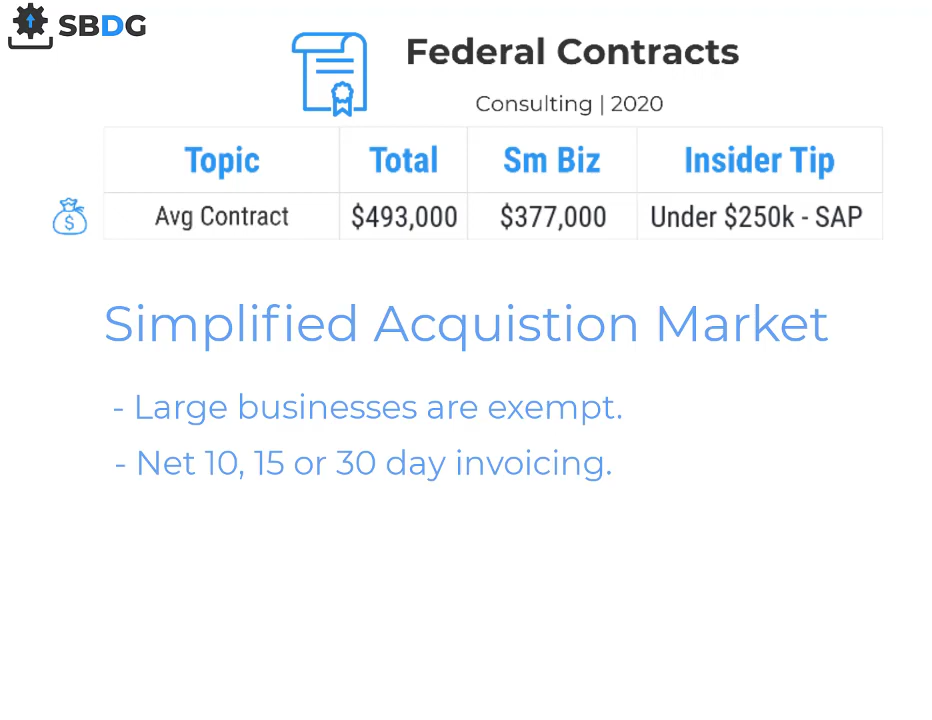 SBDG
Federal Contracts
Consulting | 2020
Topic Total Sm Biz Insider Tip
$ Avg Contract $493,000 $377,000 Under $250k - SAP
Simplified Acquistion Market
- Large businesses are exempt.
- Net 10, 15 or 30 day invoicing.